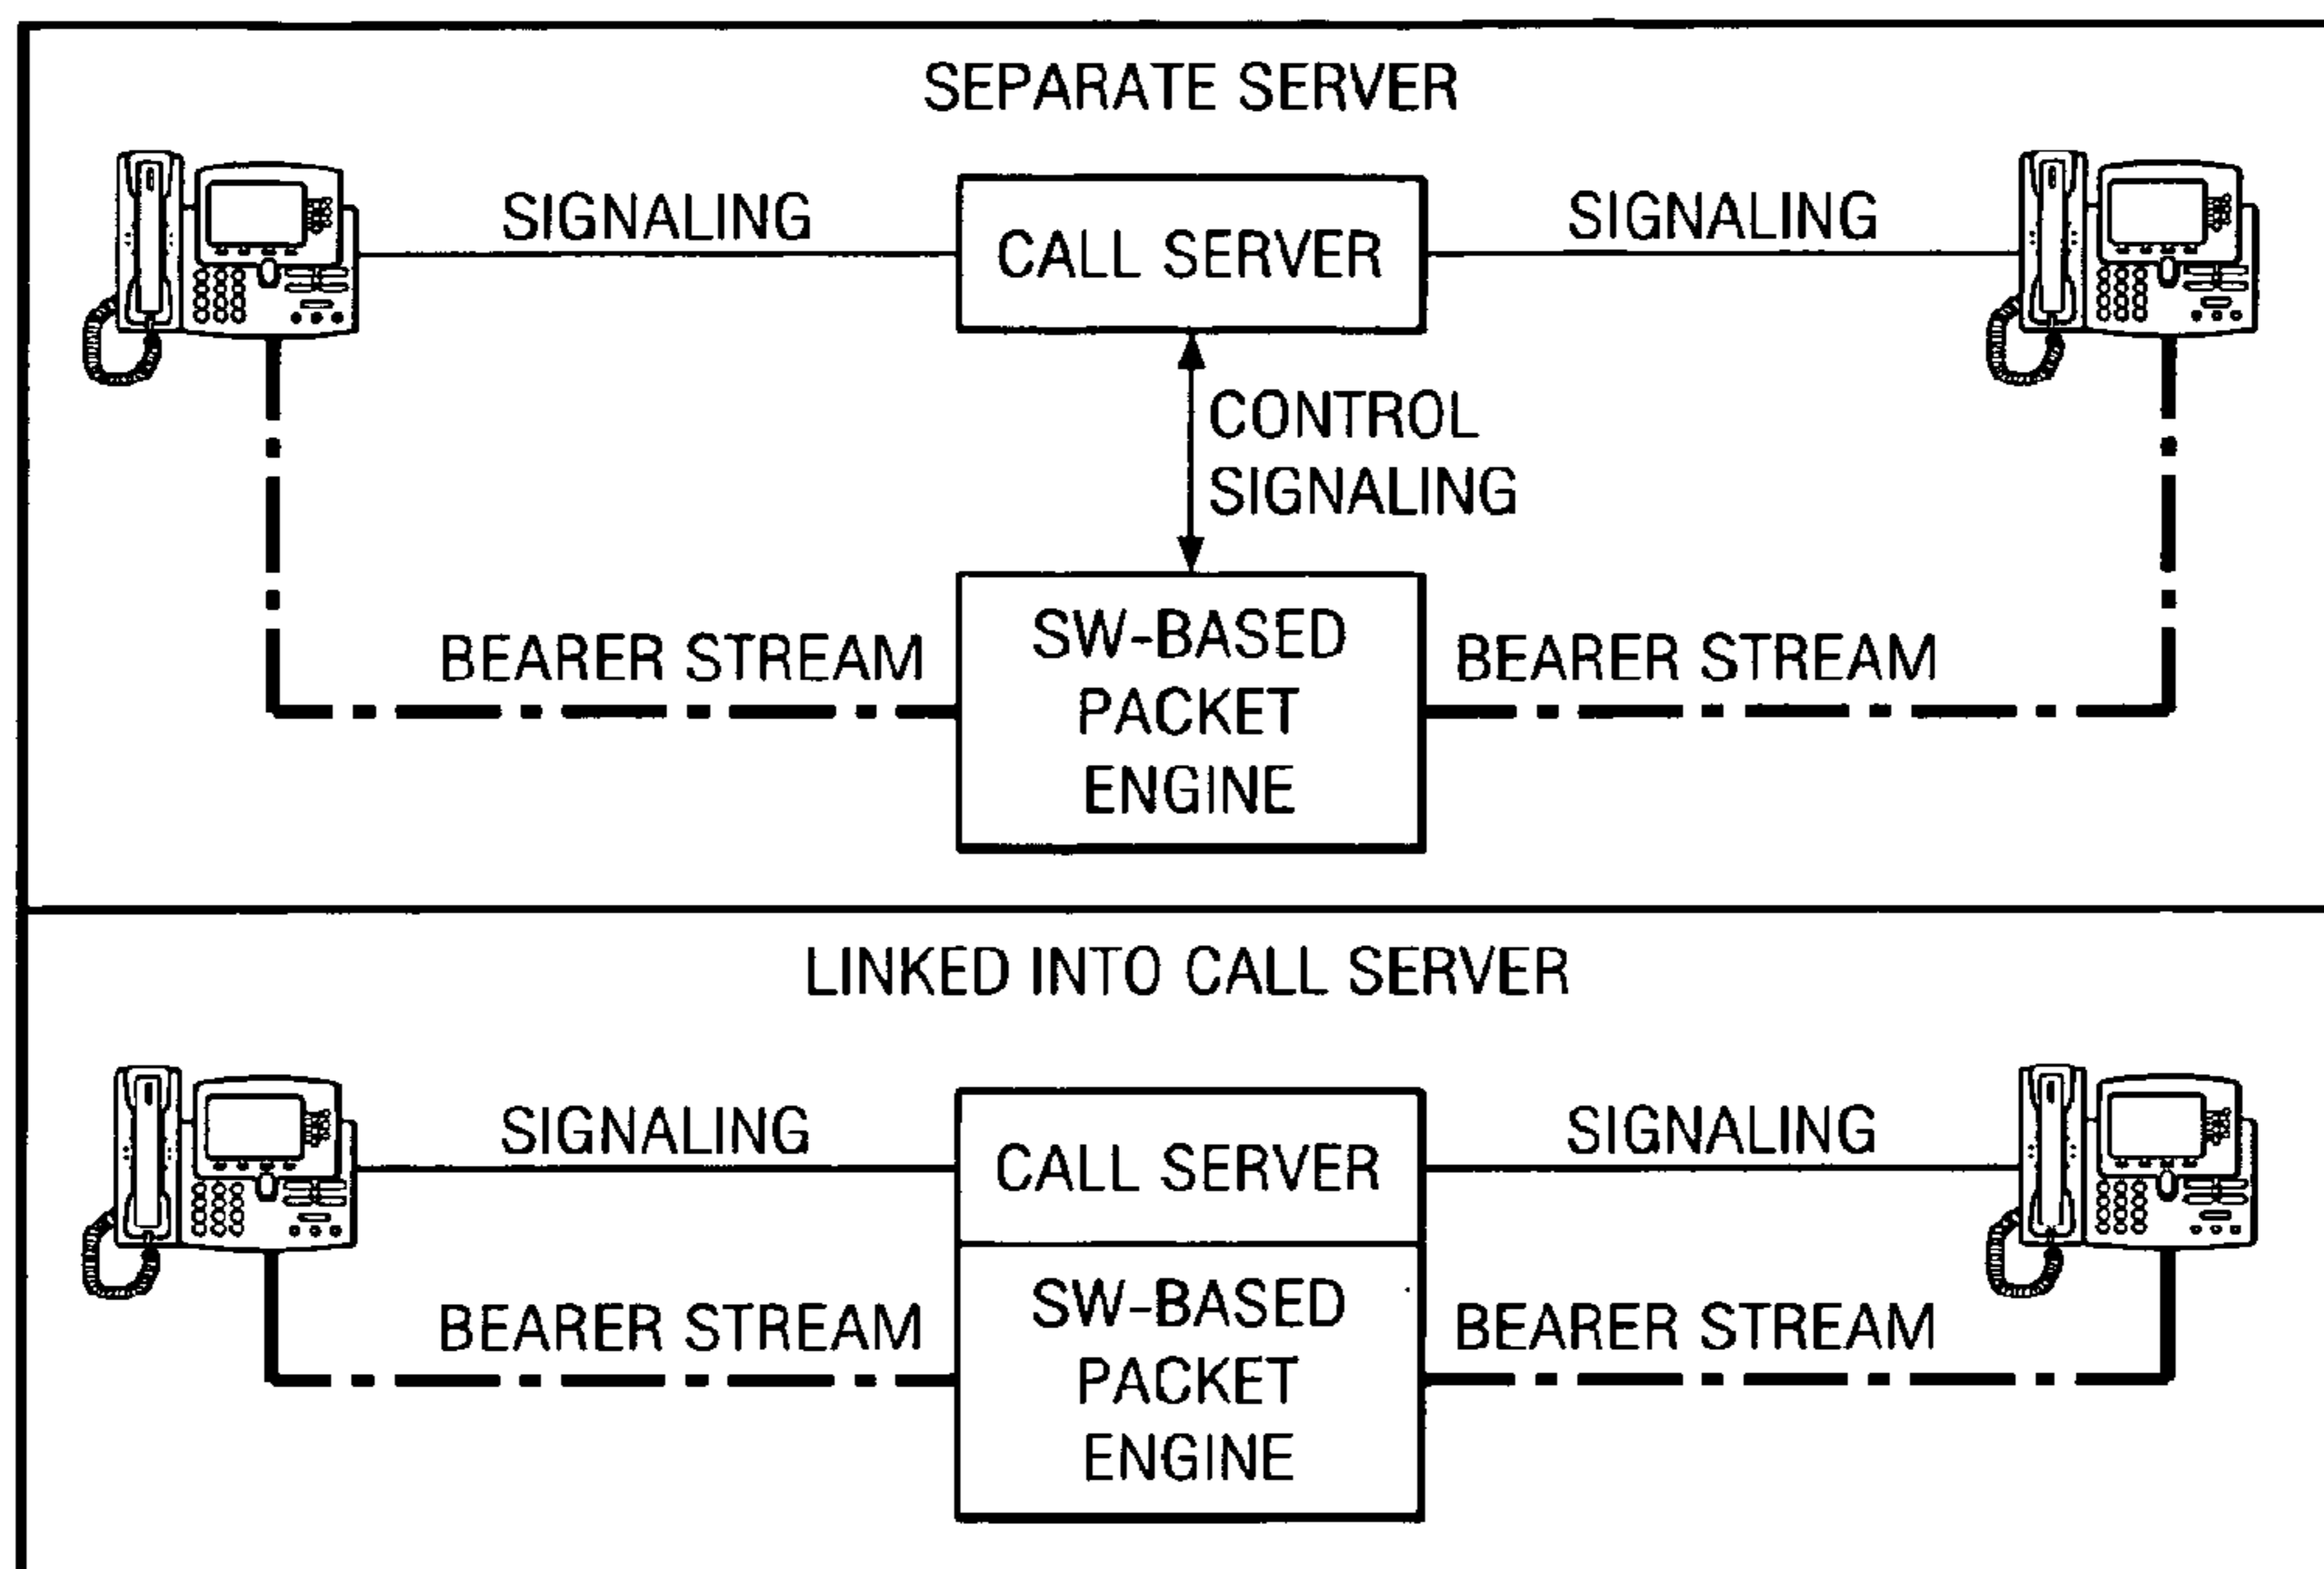 SEPARATE SERVER
SIGNALING
CALL SERVER
SIGNALING
CONTROL
SIGNALING
BEARER STREAM
SW-BASED
PACKET
ENGINE
BEARER STREAM
LINKED INTO CALL SERVER
SIGNALING
CALL SERVER
SIGNALING
BEARER STREAM
SW-BASED
PACKET
ENGINE
BEARER STREAM